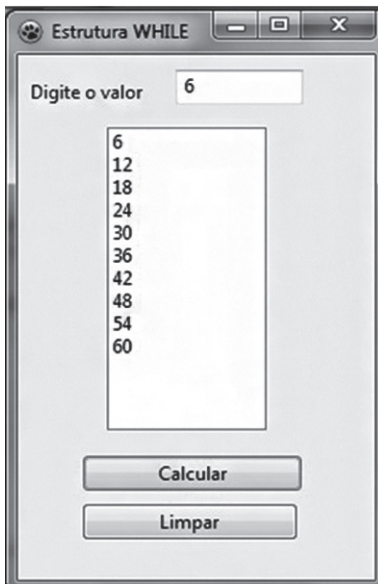 Estrutura WHILE
Digite o valor 6
6
12
18
24
30
36
42
48
54
60
Calcular
Limpar